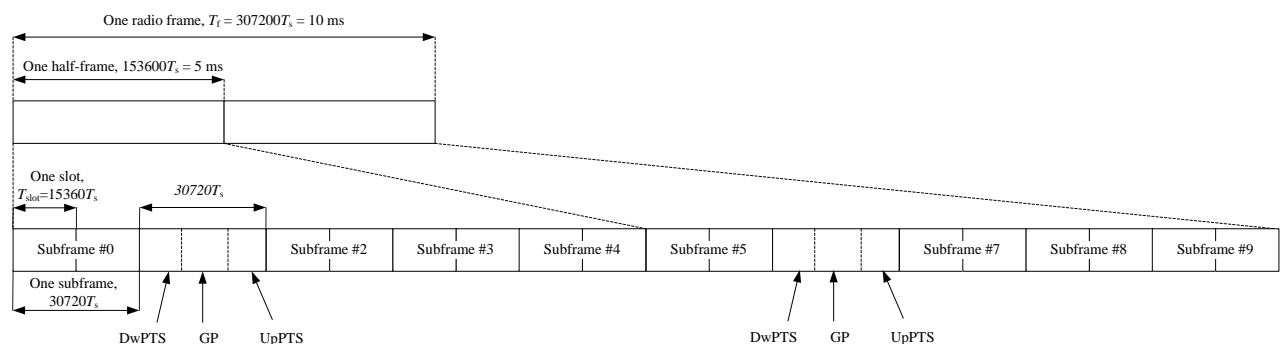 One radio frame, Tf = 307200Ts = 10 ms
One half-frame, 153600Ts = 5 ms
One slot,
Tslot=15360Ts
30720Ts
Subframe #0
Subframe #2
Subframe #3
Subframe #4
Subframe #5
Subframe #7
Subframe #8
Subframe #9
One subframe,
30720Ts
DwPTS
GP
UpPTS
DwPTS
GP
UpPTS